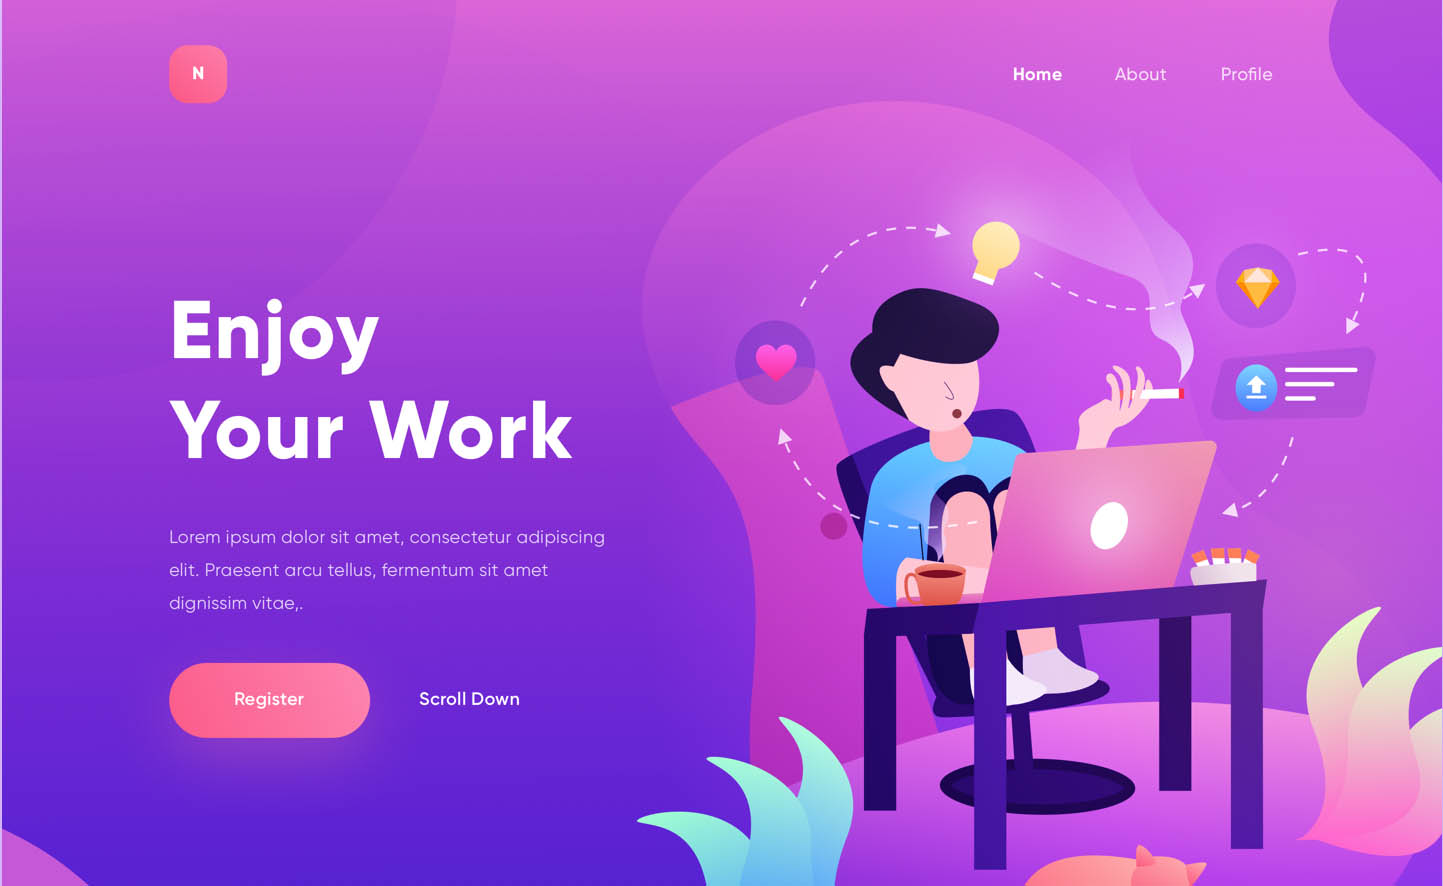 N
Home About Profile
Enjoy
Your Work
Lorem ipsum dolor sit amet, consectetur adipiscing
elit. Praesent arcu tellus, fermentum sit amet
dignissim vitae,.
Register Scroll Down